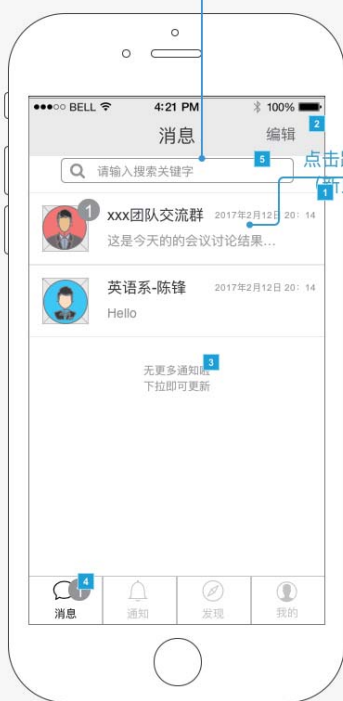 ●●●○○ BELL 4:21 PM 100%
2
消息 编辑
请输入搜索关键字 5
点击
1
1 xxx团队交流群 2017年2月12日 20：14
这是今天的的会议讨论结果...
英语系-陈锋 2017年2月12日 20：14
Hello
无更多通知啦 3
下拉即可更新
4
消息 通知 发现 我的